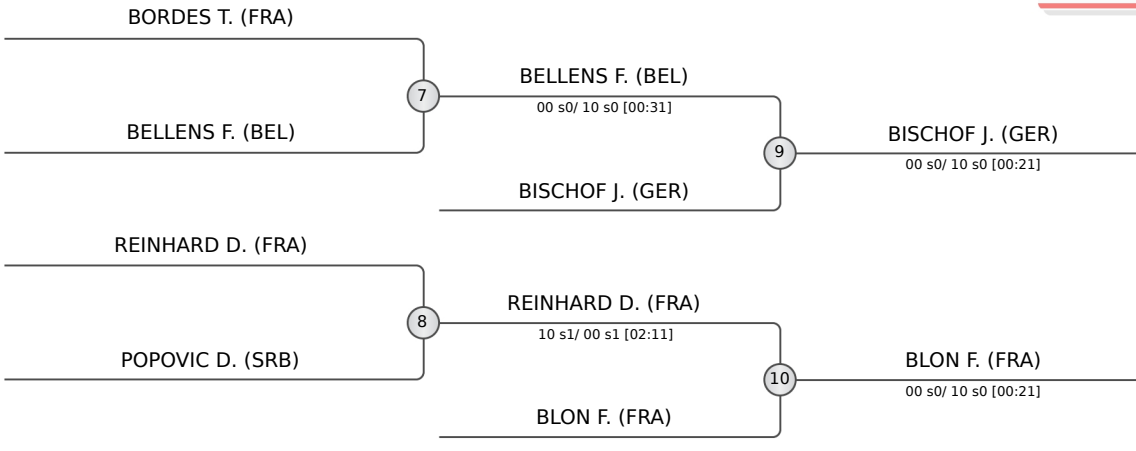 BORDES T. (FRA)
7
BELLENS F. (BEL)
BELLENS F. (BEL)
00 s0/ 10 s0 [00:31]
9
BISCHOF J. (GER)
BISCHOF J. (GER)
00 s0/ 10 s0 [00:21]
REINHARD D. (FRA)
8
POPOVIC D. (SRB)
REINHARD D. (FRA)
10 s1/ 00 s1 [02:11]
10
BLON F. (FRA)
BLON F. (FRA)
00 s0/ 10 s0 [00:21]